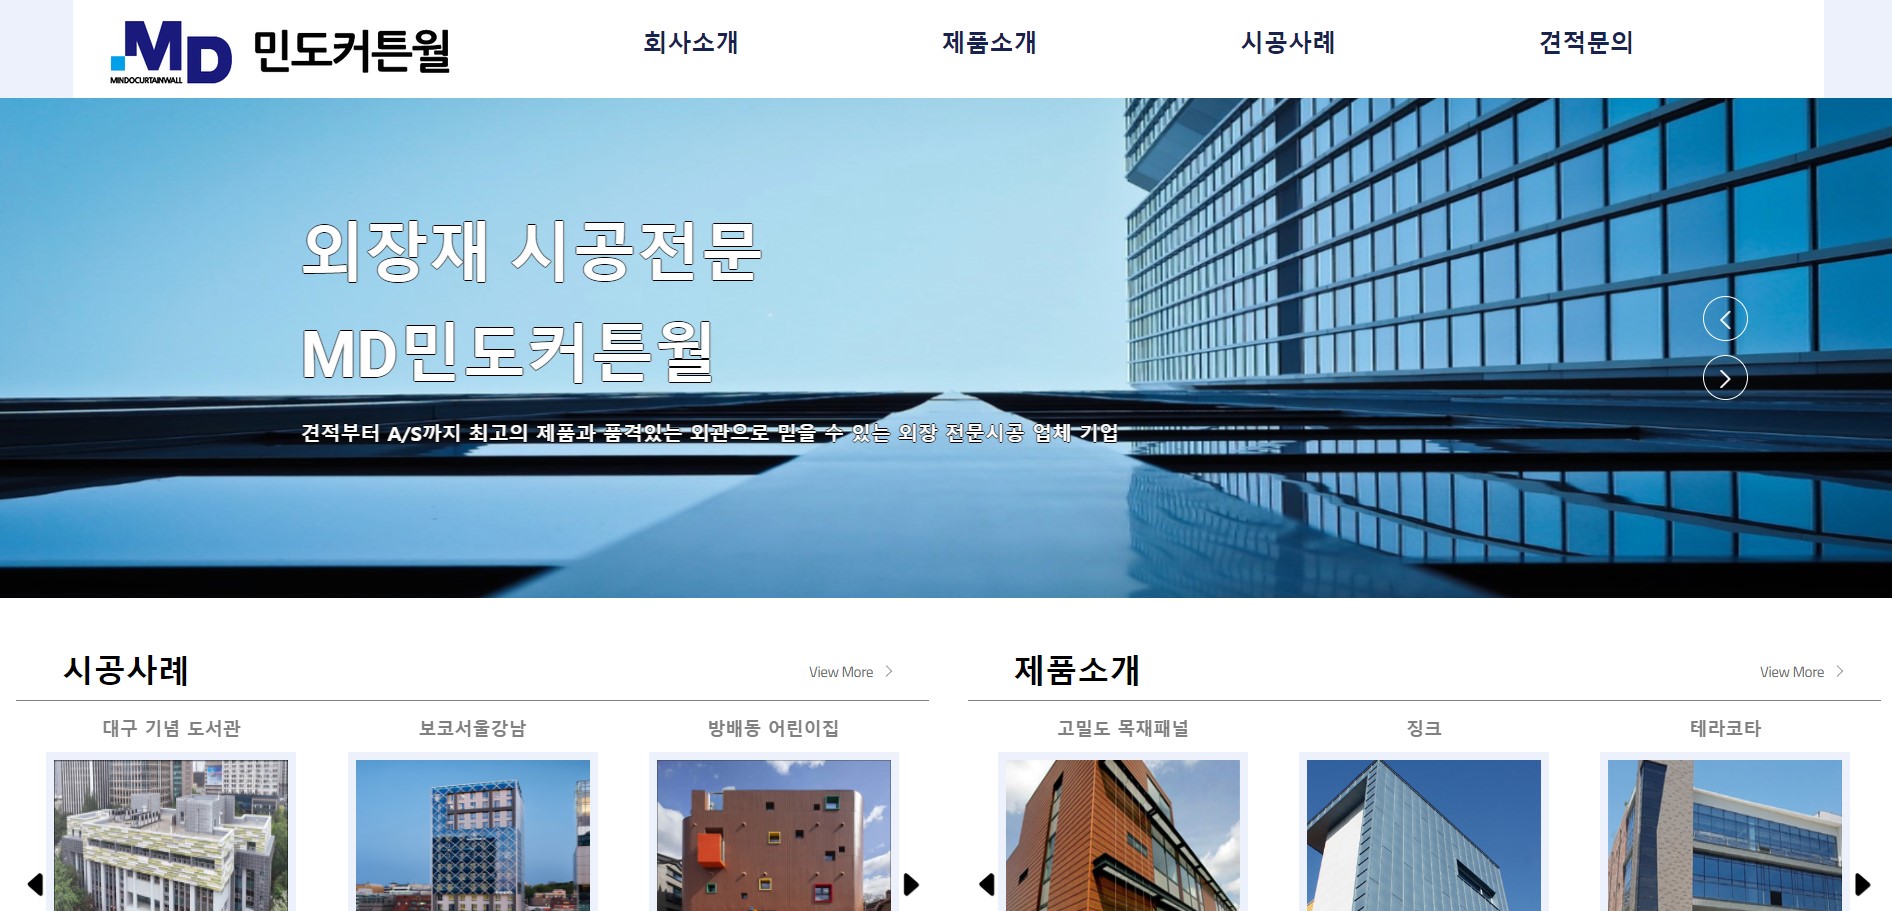 MD 민도커튼월
MINDOCURTAINWALL
회사소개 제품소개 시공사례 견적문의
외장재 시공전문
MD민도커튼월
견적부터 A/S까지 최고의 제품과 품격있는 외관으로 믿을 수 있는 외장 전문시공 업체 기업
시공사례 View More
대구 기념 도서관 보코서울강남 방배동 어린이집
제품소개 View More
고밀도 목재패널 징크 테라코타